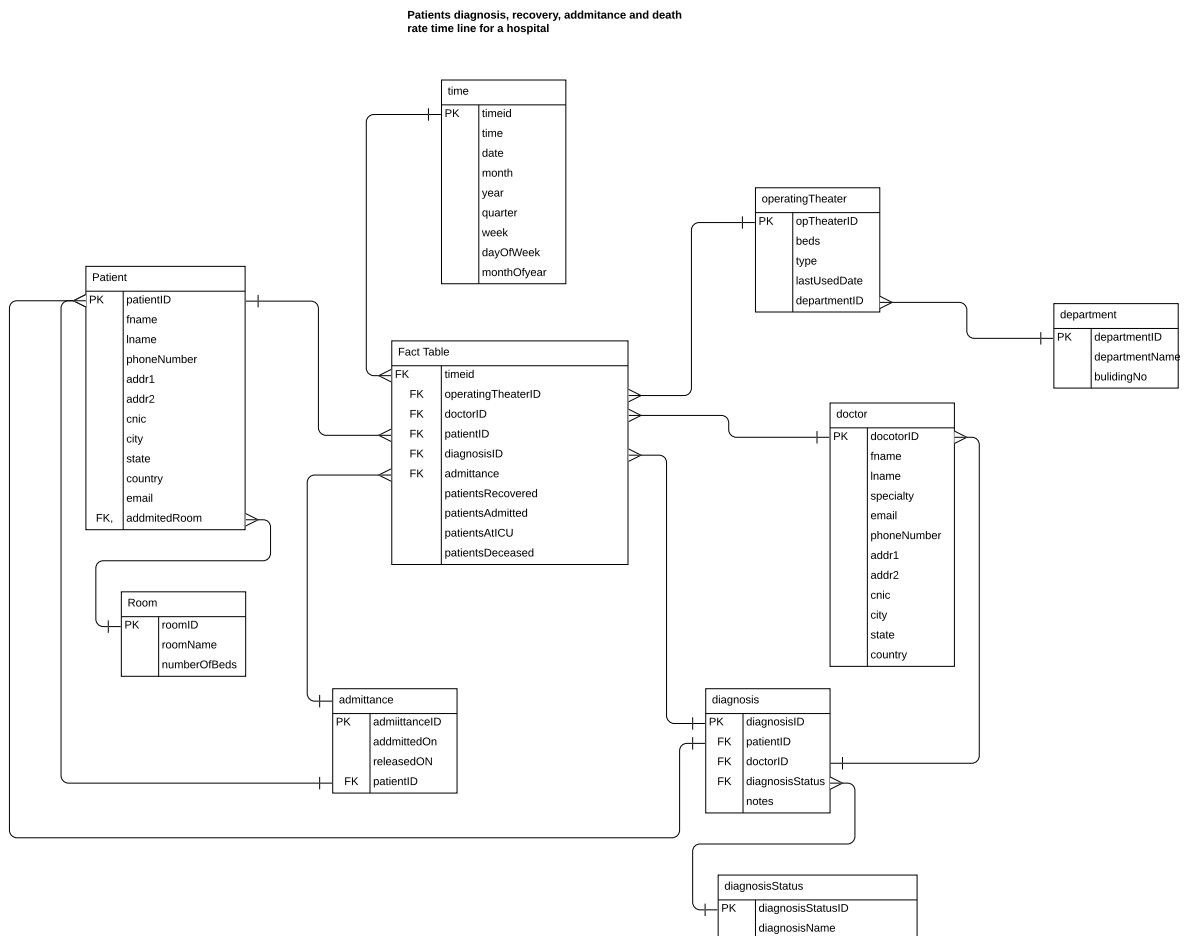 Patients diagnosis, recovery, addmitance and death
rate time line for a hospital
time
PK timeid
time
date
month
year
quarter
week
dayOfWeek
monthOfyear
operatingTheater
PK opTheaterID
beds
type
lastUsedDate
departmentID
Patient
PK patientID
fname
lname
phoneNumber
addr1
addr2
cnic
city
state
country
email
FK, addmitedRoom
department
PK departmentID
departmentName
bulidingNo
Fact Table
FK timeid
FK operatingTheaterID
FK doctorID
FK patientID
FK diagnosisID
FK admittance
patientsRecovered
patientsAdmitted
patientsAtICU
patientsDeceased
doctor
PK docotorID
fname
lname
specialty
email
phoneNumber
addr1
addr2
cnic
city
state
country
Room
PK roomID
roomName
numberOfBeds
admittance
PK admiittanceID
addmittedOn
releasedON
FK patientID
diagnosis
PK diagnosisID
FK patientID
FK doctorID
FK diagnosisStatus
notes
diagnosisStatus
PK diagnosisStatusID
diagnosisName